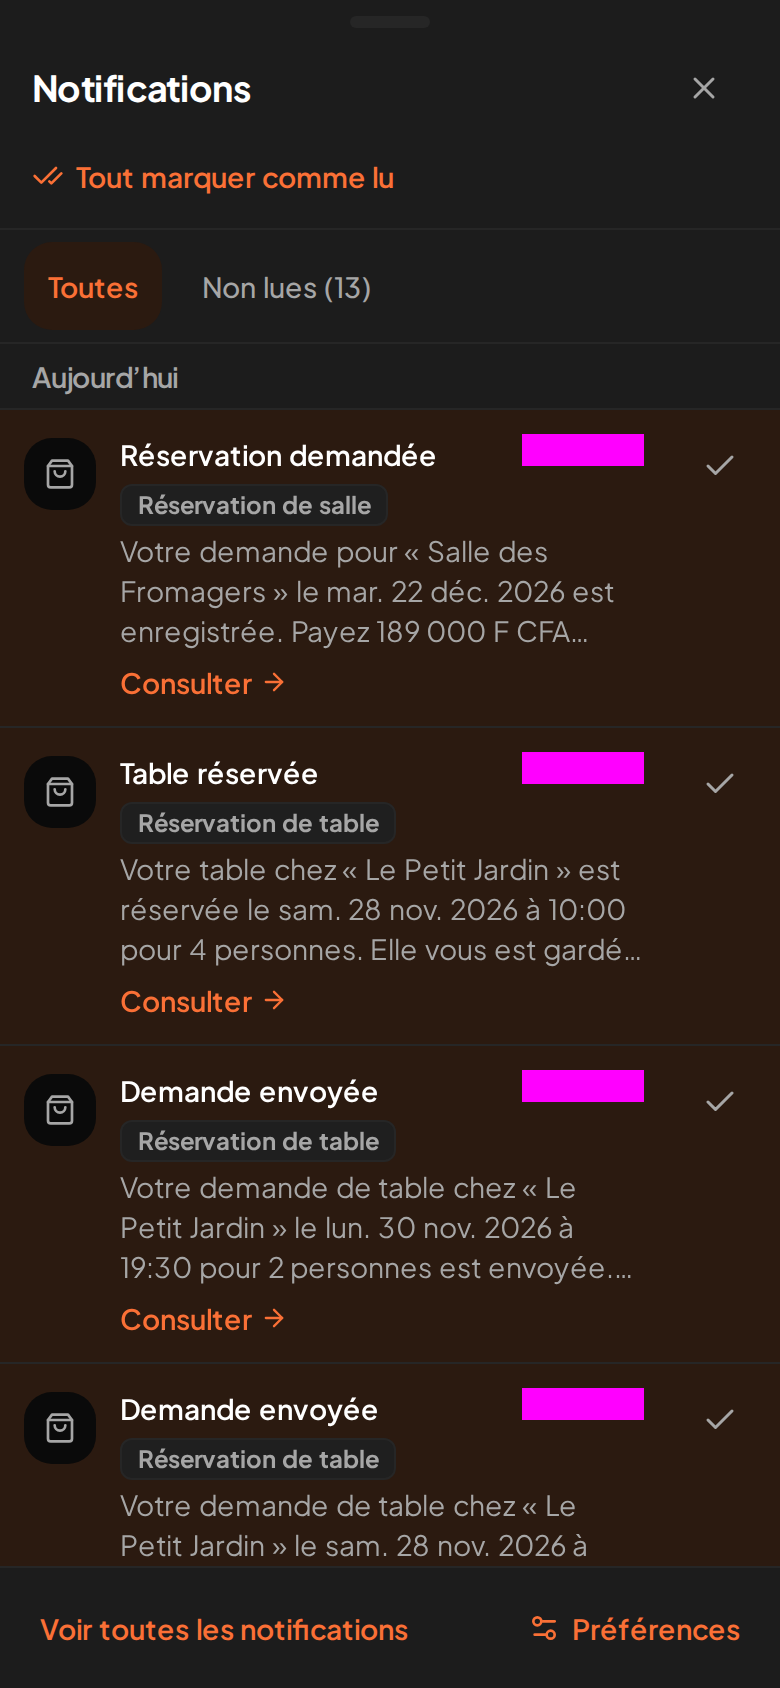 Notifications
Tout marquer comme lu
Toutes
Non lues (13)
Aujourd’hui
Réservation demandée
Réservation de salle
Votre demande pour « Salle des
Fromagers » le mar. 22 déc. 2026 est
enregistrée. Payez 189 000 F CFA…
Consulter
Table réservée
Réservation de table
Votre table chez « Le Petit Jardin » est
réservée le sam. 28 nov. 2026 à 10:00
pour 4 personnes. Elle vous est gardé…
Consulter
Demande envoyée
Réservation de table
Votre demande de table chez « Le
Petit Jardin » le lun. 30 nov. 2026 à
19:30 pour 2 personnes est envoyée.…
Consulter
Demande envoyée
Réservation de table
Votre demande de table chez « Le
Petit Jardin » le sam. 28 nov. 2026 à
Voir toutes les notifications
Préférences